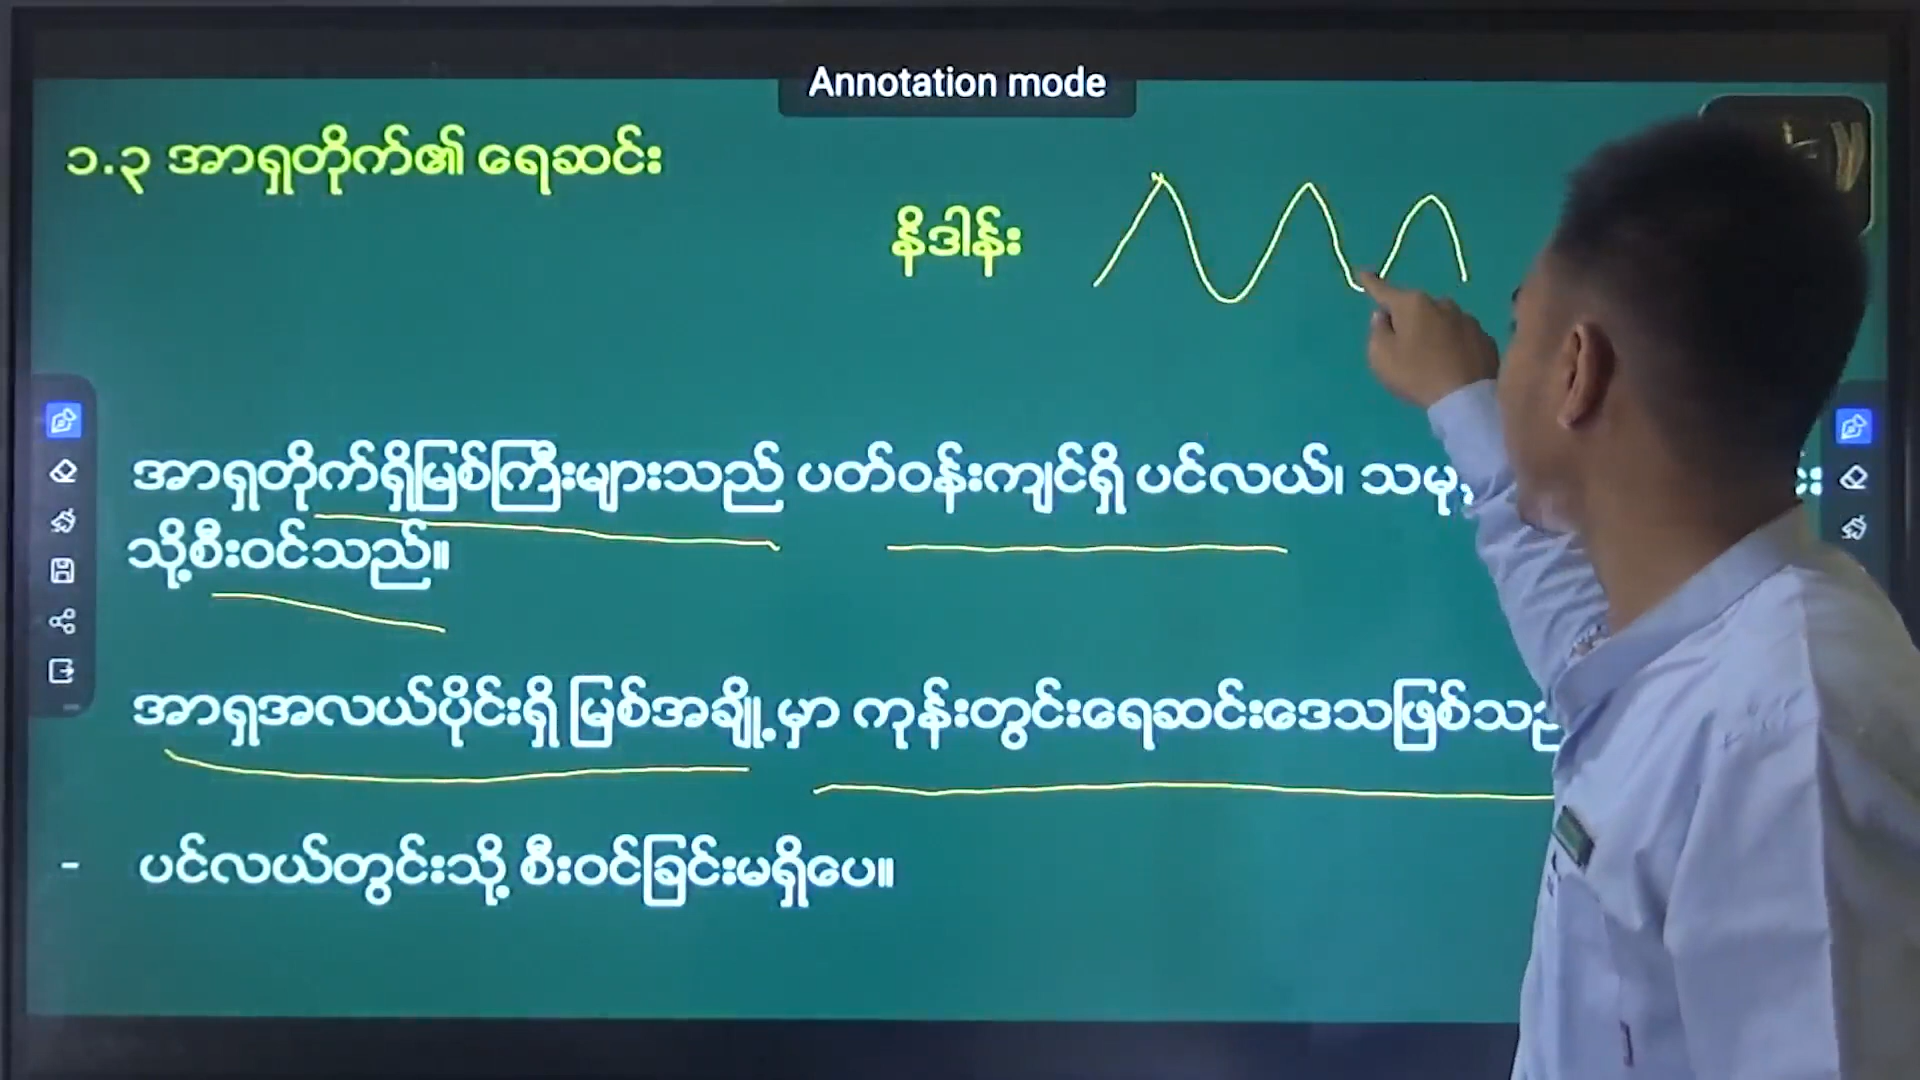 Annotation mode
၁.၃ အာရှတိုက်၏ ရေဆင်း
နိဒါန်း
အာရှတိုက်ရှိမြစ်ကြီးများသည် ပတ်ဝန်းကျင်ရှိ ပင်လယ်၊
သို့စီးဝင်သည်။
အာရှအလယ်ပိုင်းရှိ မြစ်အချို့မှာ ကုန်းတွင်းရေဆင်းဒေသဖြစ်သည်
- ပင်လယ်တွင်းသို့ စီးဝင်ခြင်းမရှိပေ။